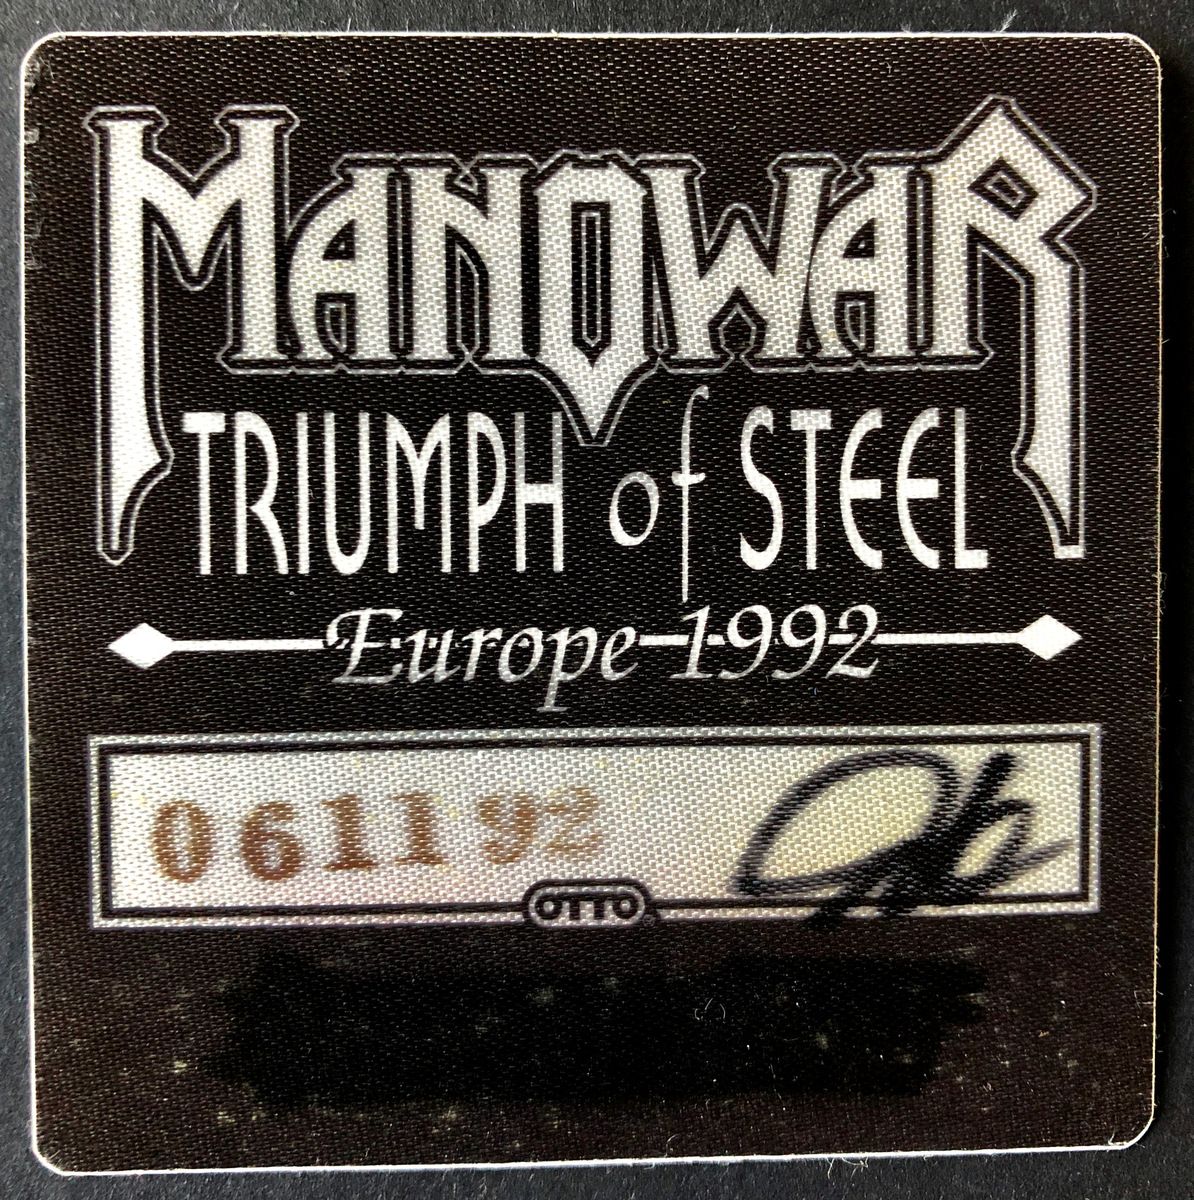 MANOWAR
TRIUMPH of STEEL
Europe 1992
061192
OTTO